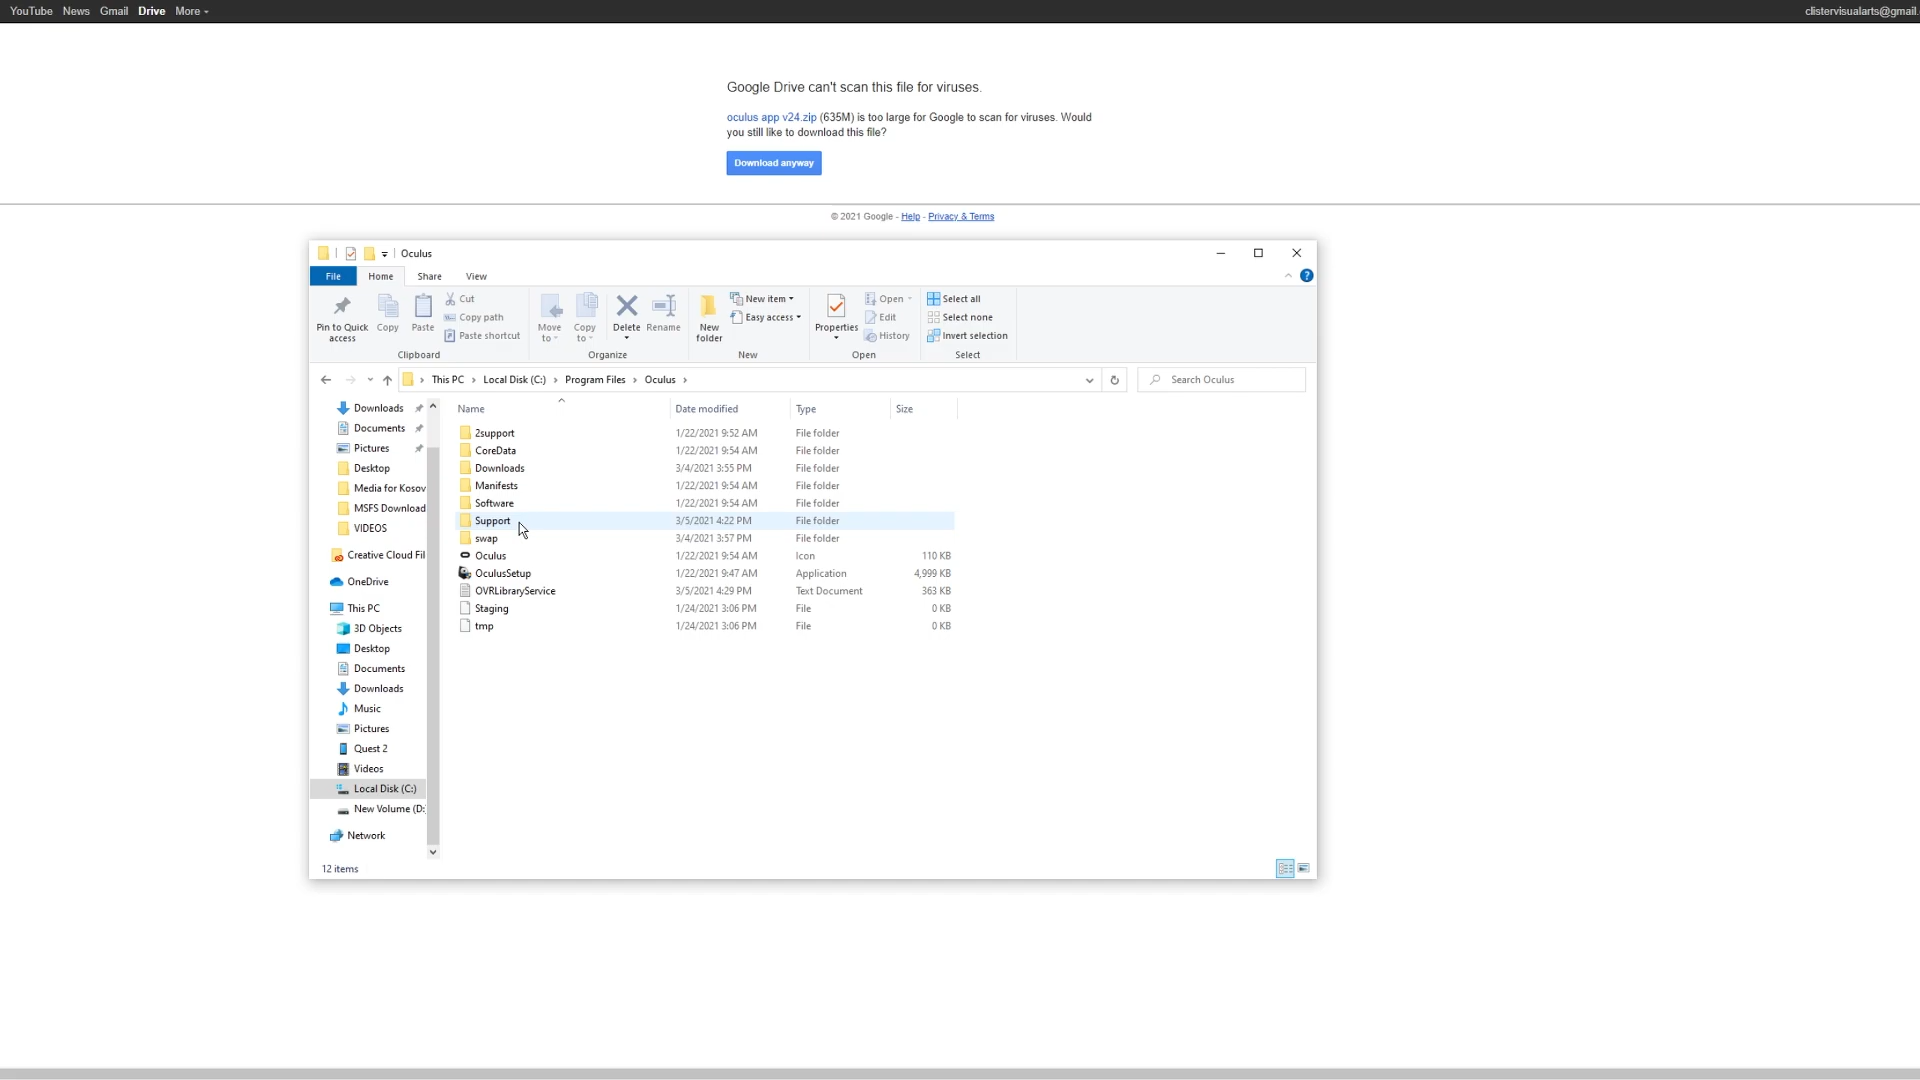 YouTube News Gmail Drive More
clistervisualarts@gmail.
Google Drive can't scan this file for viruses.
oculus app v24.zip (635M) is too large for Google to scan for viruses. Would
you still like to download this file?
Download anyway
© 2021 Google - Help - Privacy & Terms
Oculus
File Home Share View
Pin to Quick access
Copy
Paste
Cut
Copy path
Paste shortcut
Clipboard
Move to
Copy to
Delete
Rename
Organize
New folder
New item
Easy access
New
Properties
Open
Edit
History
Open
Select all
Select none
Invert selection
Select
This PC › Local Disk (C:) › Program Files › Oculus ›
Search Oculus
Downloads
Documents
Pictures
Desktop
Media for Kosov
MSFS Download
VIDEOS
Creative Cloud Fil
OneDrive
This PC
3D Objects
Desktop
Documents
Downloads
Music
Pictures
Quest 2
Videos
Local Disk (C:)
New Volume (D:
Network
Name Date modified Type Size
2support 1/22/2021 9:52 AM File folder
CoreData 1/22/2021 9:54 AM File folder
Downloads 3/4/2021 3:55 PM File folder
Manifests 1/22/2021 9:54 AM File folder
Software 1/22/2021 9:54 AM File folder
Support 3/5/2021 4:22 PM File folder
swap 3/4/2021 3:57 PM File folder
Oculus 1/22/2021 9:54 AM Icon 110 KB
OculusSetup 1/22/2021 9:47 AM Application 4,999 KB
OVRLibraryService 3/5/2021 4:29 PM Text Document 363 KB
Staging 1/24/2021 3:06 PM File 0 KB
tmp 1/24/2021 3:06 PM File 0 KB
12 items